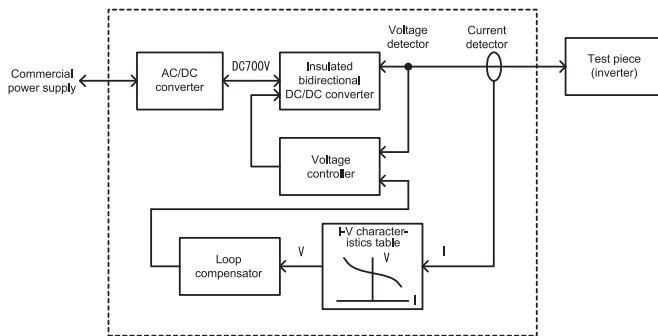 Voltage
detector
Current
detector
Commercial
power supply
AC/DC
converter
DC700V
Insulated
bidirectional
DC/DC converter
Test piece
(inverter)
Voltage
controller
Loop
compensator
V
I-V character-
istics table
V
I
I